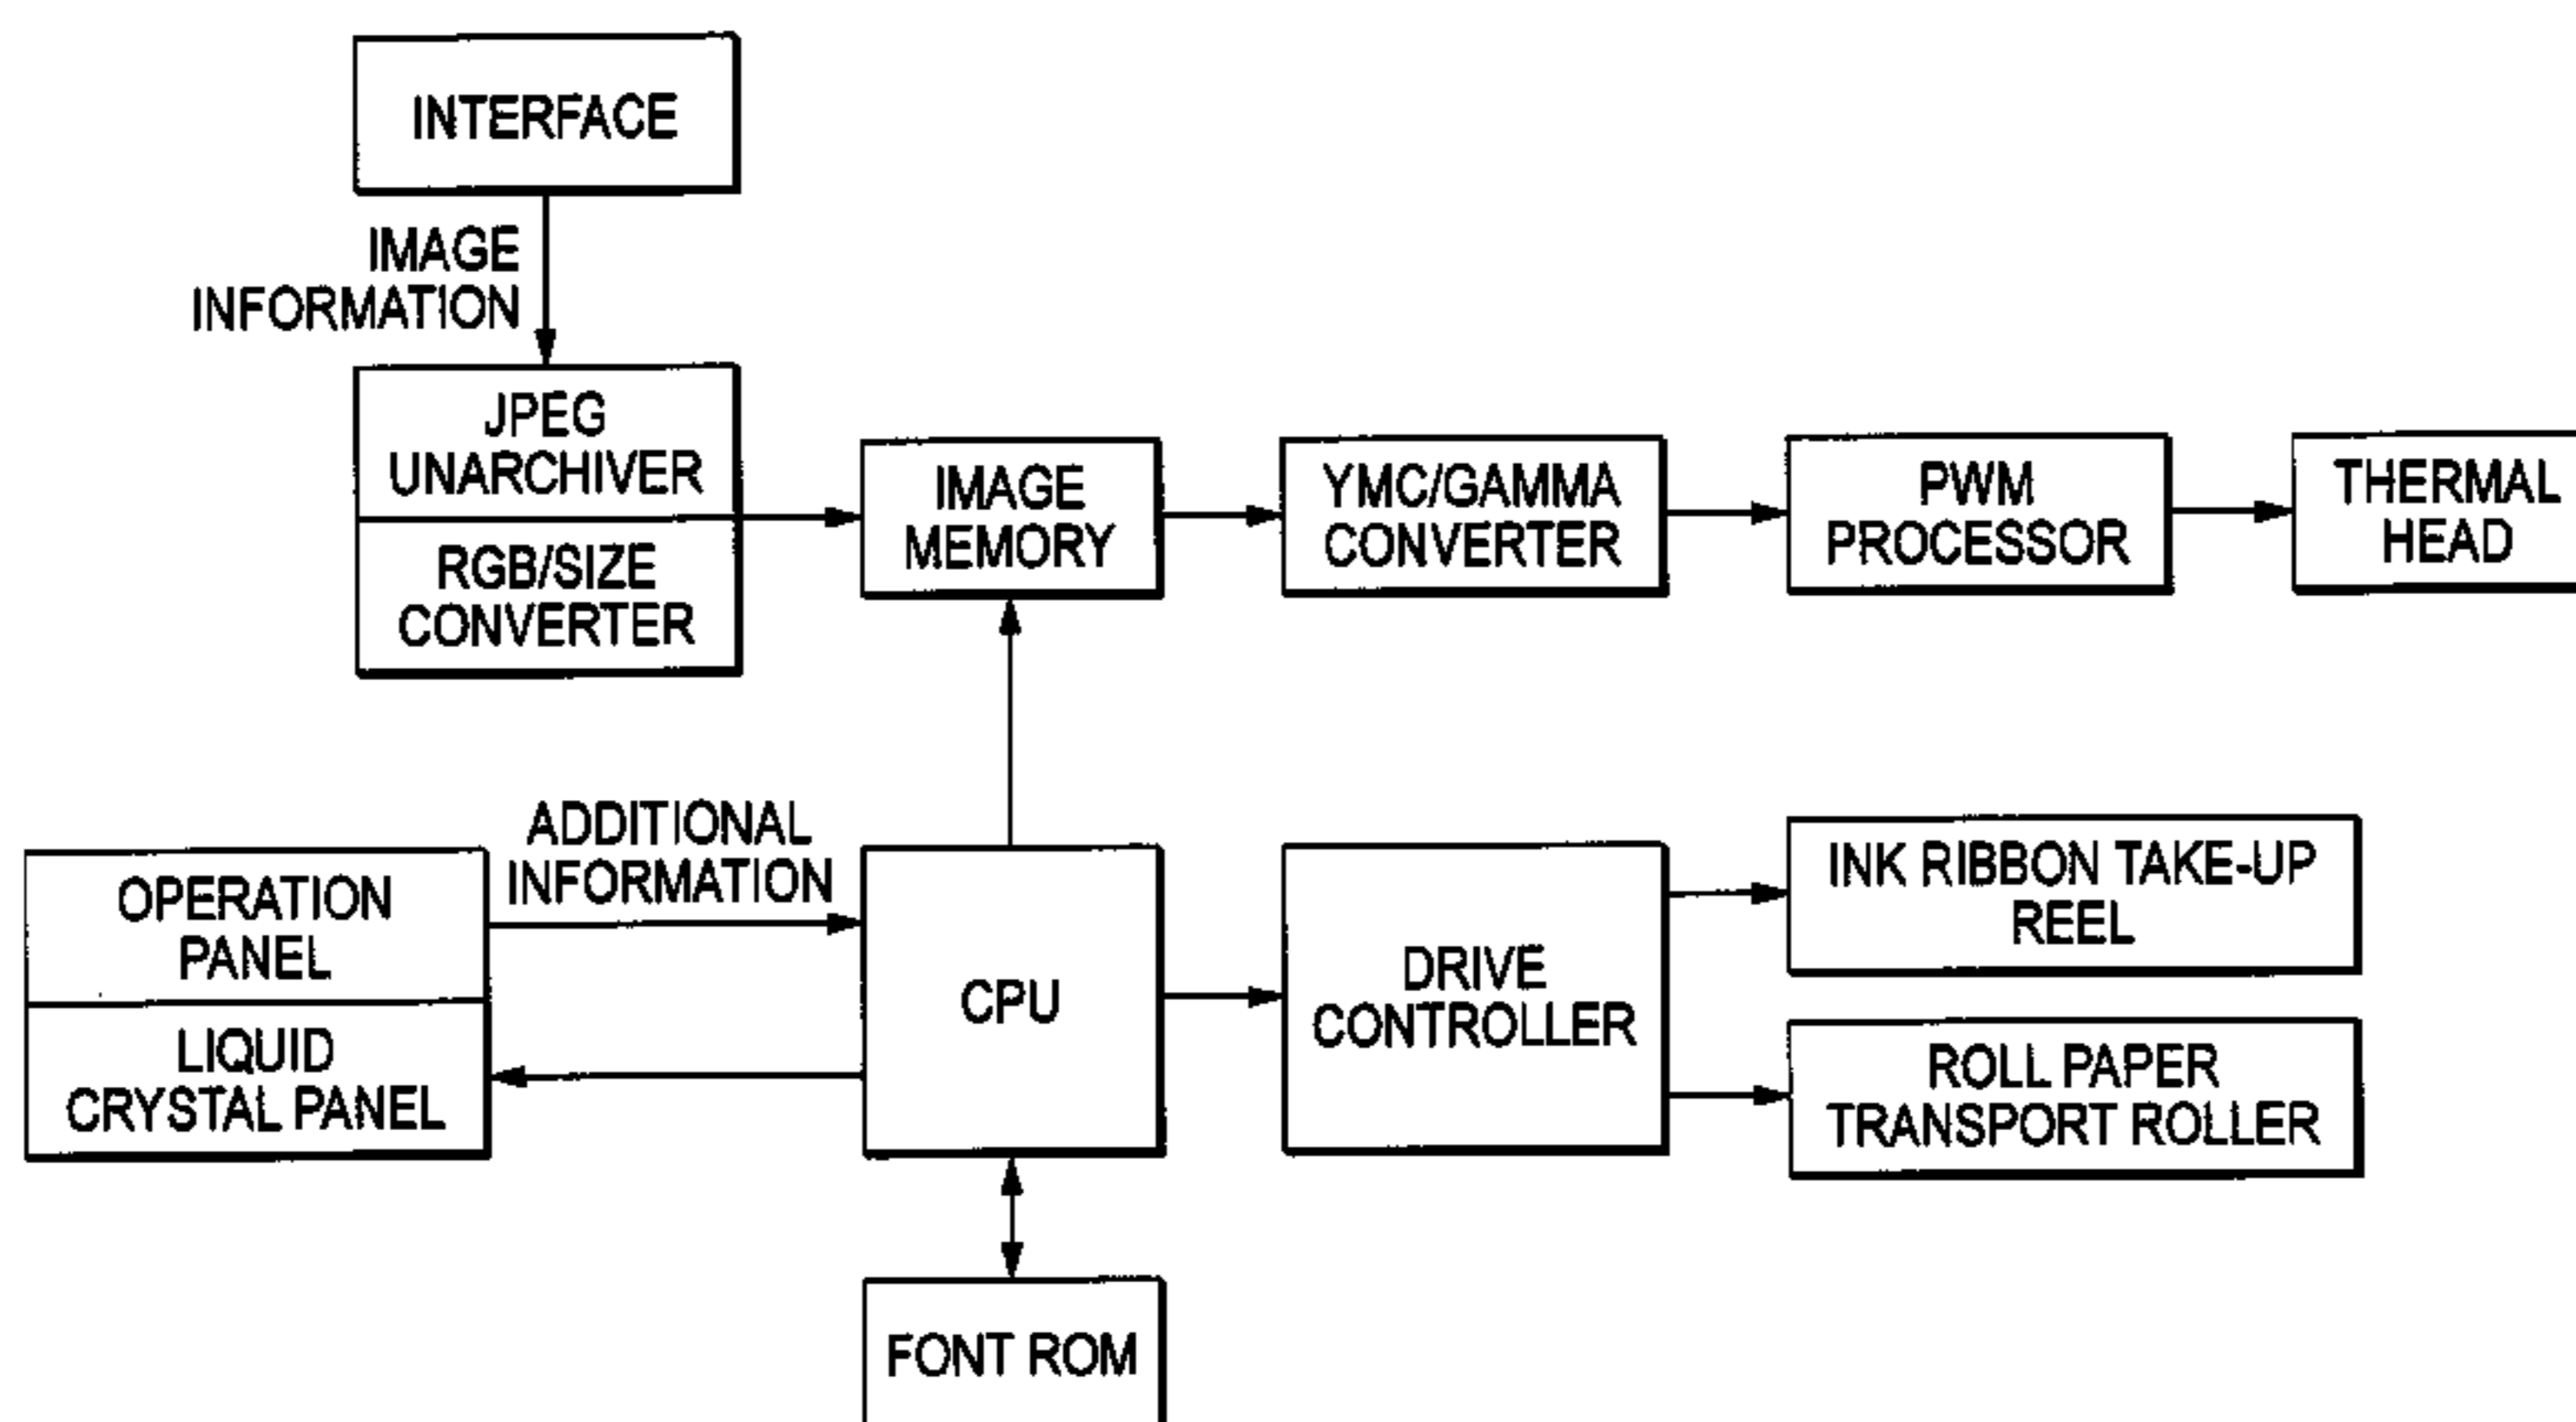 INTERFACE
IMAGE
INFORMATION
JPEG
UNARCHIVER
RGB/SIZE
CONVERTER
IMAGE
MEMORY
YMC/GAMMA
CONVERTER
PWM
PROCESSOR
THERMAL
HEAD
OPERATION
PANEL
LIQUID
CRYSTAL PANEL
ADDITIONAL
INFORMATION
CPU
DRIVE
CONTROLLER
INK RIBBON TAKE-UP
REEL
ROLL PAPER
TRANSPORT ROLLER
FONT ROM